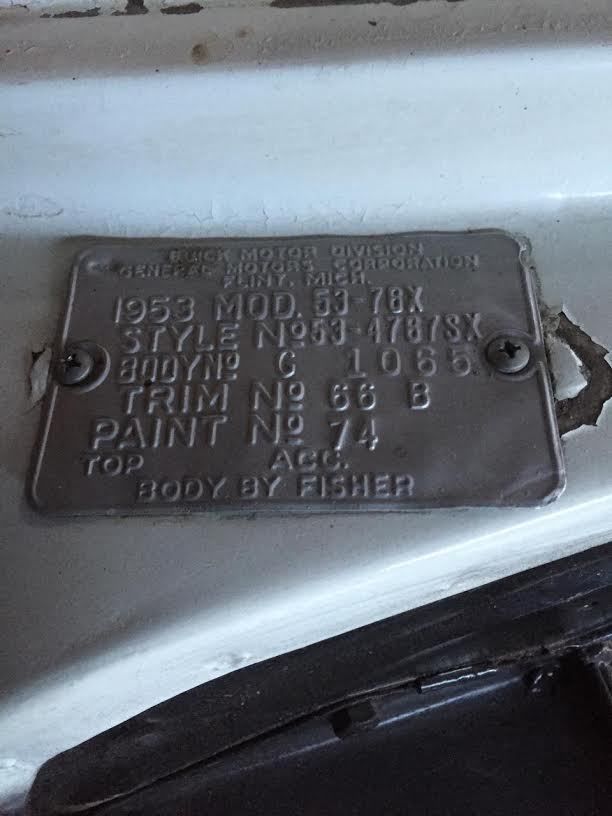 BUICK MOTOR DIVISION
GENERAL MOTORS CORPORATION
FLINT, MICH
1953 MOD. 53-76X
STYLE Nº 53-4737SX
BODY Nº G 1065
TRIM Nº 66 B
PAINT Nº 74
TOP ACC.
BODY BY FISHER